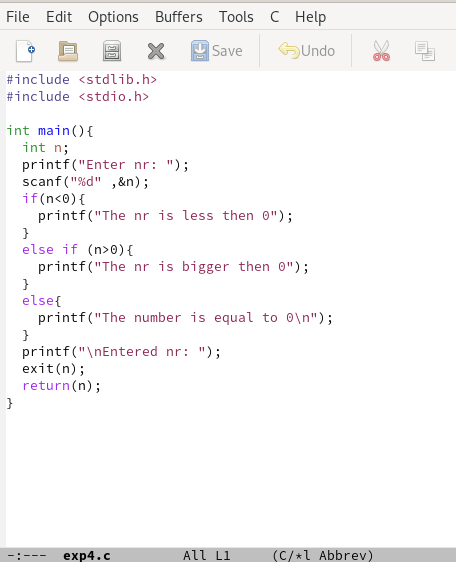 File Edit Options Buffers Tools C Help
Save Undo
#include <stdlib.h>
#include <stdio.h>
int main(){
  int n;
  printf("Enter nr: ");
  scanf("%d" ,&n);
  if(n<0){
    printf("The nr is less then 0");
  }
  else if (n>0){
    printf("The nr is bigger then 0");
  }
  else{
    printf("The number is equal to 0\n");
  }
  printf("\nEntered nr: ");
  exit(n);
  return(n);
}
-:--- exp4.c All L1 (C/*l Abbrev)